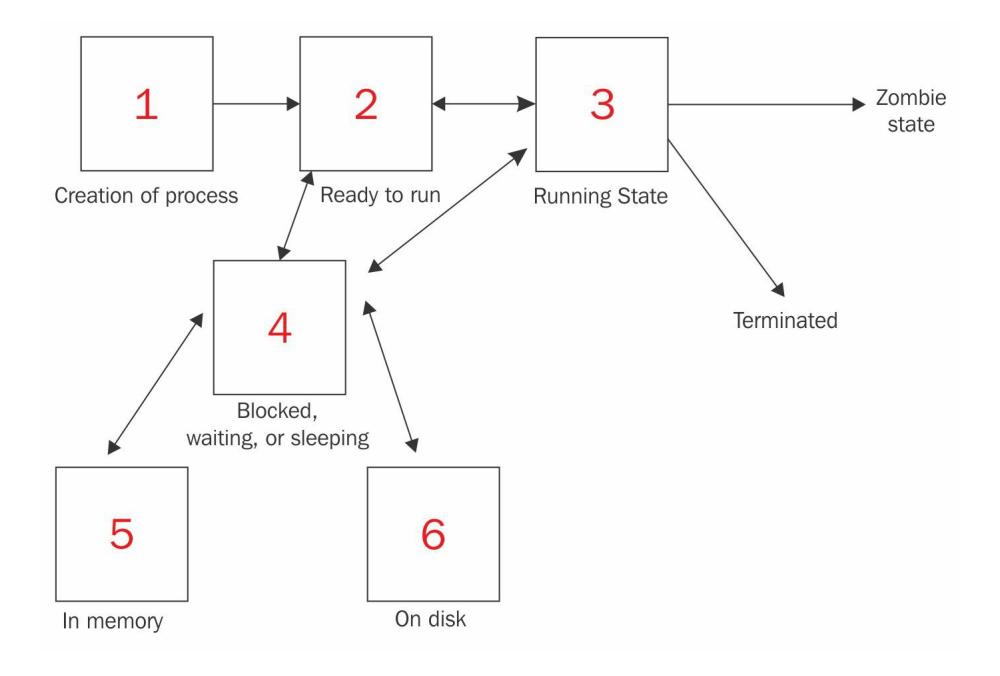 1
2
3
Zombie
state
Creation of process
Ready to run
Running State
4
Terminated
Blocked,
waiting, or sleeping
5
6
In memory
On disk